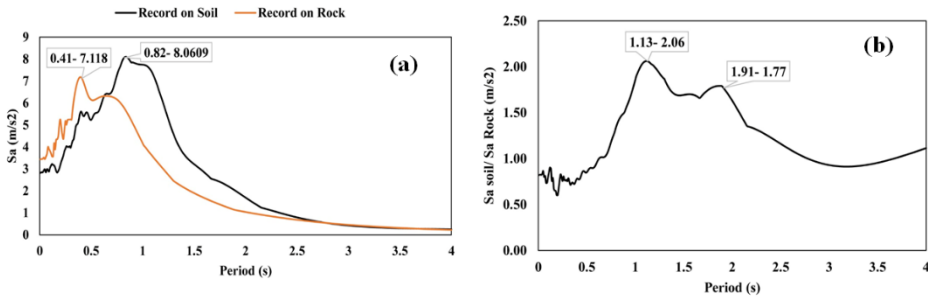 Record on Soil Record on Rock
(a)
0.41- 7.118
0.82- 8.0609
Sa (m/s2)
9
8
7
6
5
4
3
2
1
0
0 0.5 1 1.5 2 2.5 3 3.5 4
Period (s)
(b)
1.13- 2.06
1.91- 1.77
Sa soil/ Sa Rock (m/s2)
2.50
2.00
1.50
1.00
0.50
0.00
0 0.5 1 1.5 2 2.5 3 3.5 4
Period (s)